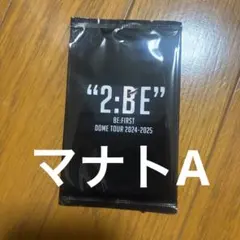 “2:BE”
BE:FIRST
DOME TOUR 2024-2025
マナトA